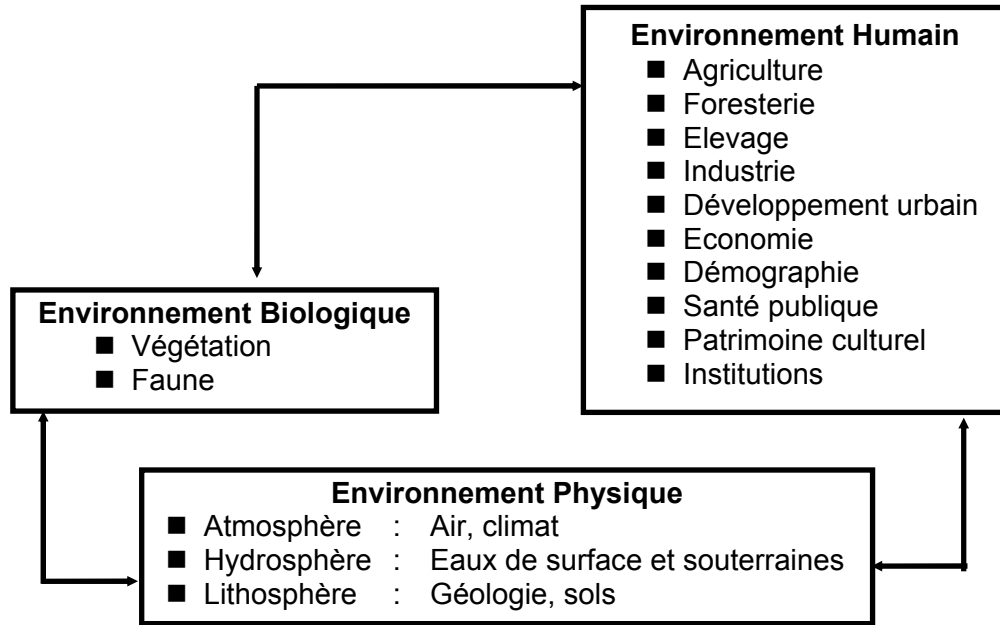 Environnement Humain
■ Agriculture
■ Foresterie
■ Elevage
■ Industrie
■ Développement urbain
■ Economie
■ Démographie
■ Santé publique
■ Patrimoine culturel
■ Institutions
Environnement Biologique
■ Végétation
■ Faune
Environnement Physique
■ Atmosphère : Air, climat
■ Hydrosphère : Eaux de surface et souterraines
■ Lithosphère : Géologie, sols